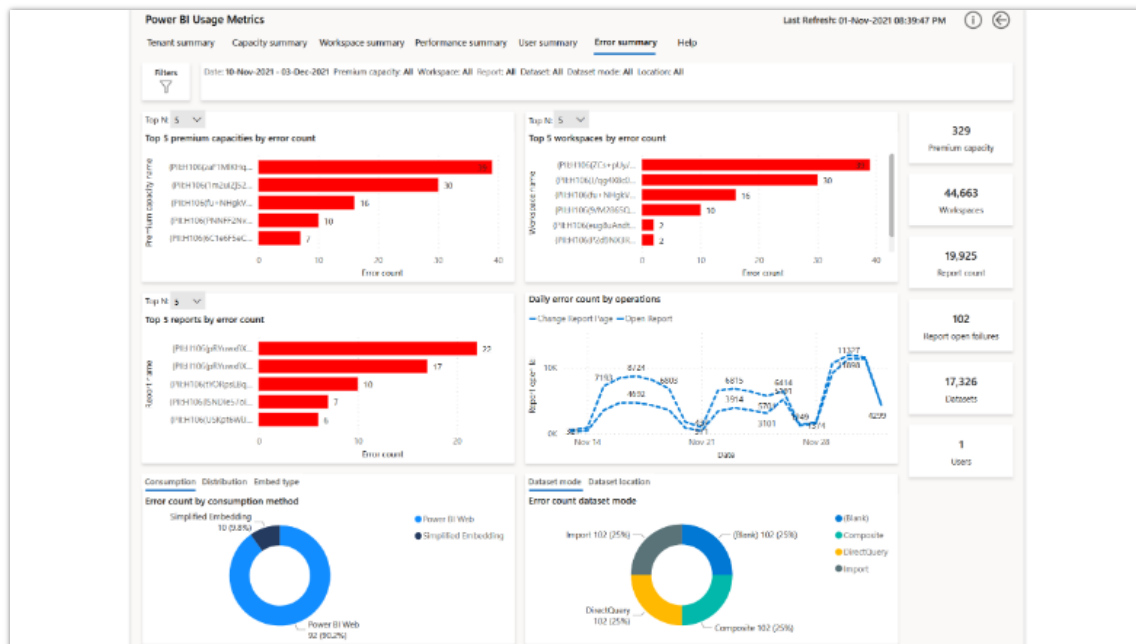 Power BI Usage Metrics
Last Refresh: 01-Nov-2021 08:39:47 PM
Tenant summary Capacity summary Workspace summary Performance summary User summary Error summary Help
Filters
Date: 10-Nov-2021 - 03-Dec-2021 Premium capacity: All Workspace: All Report: All Dataset: All Dataset mode: All Location: All
Top N: 5
Top 5 premium capacities by error count
Premium capacity name
39
30
16
10
7
0 10 20 30 40
Error count
Top N: 5
Top 5 workspaces by error count
Workspace name
30
16
10
2
2
0 10 20 30 40
Error count
329
Premium capacity
44,663
Workspaces
19,925
Report count
102
Report open failures
17,326
Datasets
1
Users
Top N: 5
Top 5 reports by error count
Report name
22
17
10
7
6
0 10 20
Error count
Daily error count by operations
Change Report Page Open Report
10K
0K
7193 8724 6803
4692
6815 6414
3914
3101
11327
4299
Nov 14 Nov 21 Nov 28
Date
Consumption Distribution Embed type
Error count by consumption method
Simplified Embedding
10 (9.8%)
Power BI Web
92 (90.2%)
Power BI Web
Simplified Embedding
Dataset mode Dataset location
Error count dataset mode
Import 102 (25%)
(Blank) 102 (25%)
DirectQuery
102 (25%)
Composite 102 (25%)
(Blank)
Composite
DirectQuery
Import